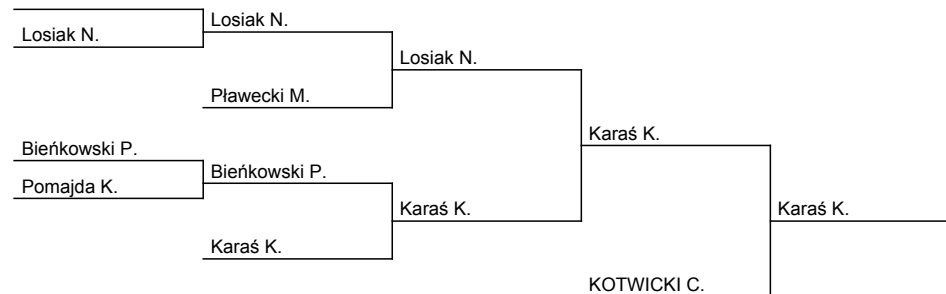 Losiak N.
Losiak N.
Losiak N.
Pławecki M.
Karaś K.
Bieńkowski P.
Bieńkowski P.
Pomajda K.
Karaś K.
Karaś K.
Karaś K.
KOTWICKI C.